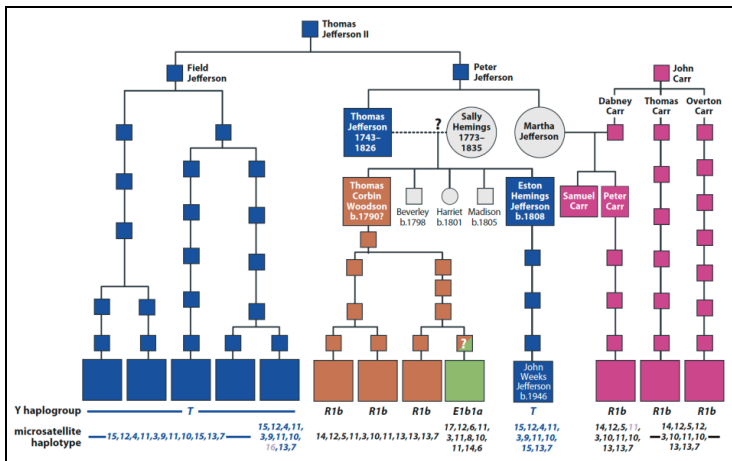 Thomas
Jefferson II
Field
Jefferson
Peter
Jefferson
John
Carr
Dabney
Carr
Thomas
Carr
Overton
Carr
Thomas
Jefferson
1743–
1826
?
Sally
Hemings
1773–
1835
Martha
Jefferson
Thomas
Corbin
Woodson
b.1790?
Beverley
b.1798
Harriet
b.1801
Madison
b.1805
Eston
Hemings
Jefferson
b.1808
Samuel
Carr
Peter
Carr
?
John
Weeks
Jefferson
b.1946
Y haplogroup
T
R1b
R1b
R1b
E1b1a
T
R1b
R1b
R1b
microsatellite
haplotype
15,12,4,11,3,9,11,10,15,13,7
15,12,4,11,
3,9,11,10,
16,13,7
14,12,5,11,3,10,11,13,13,13,7
17,12,6,11,
3,11,8,10,
11,14,6
15,12,4,11,
3,9,11,10,
15,13,7
14,12,5,11,
3,10,11,10,
13,13,7
14,12,5,12,
3,10,11,10,
13,13,7